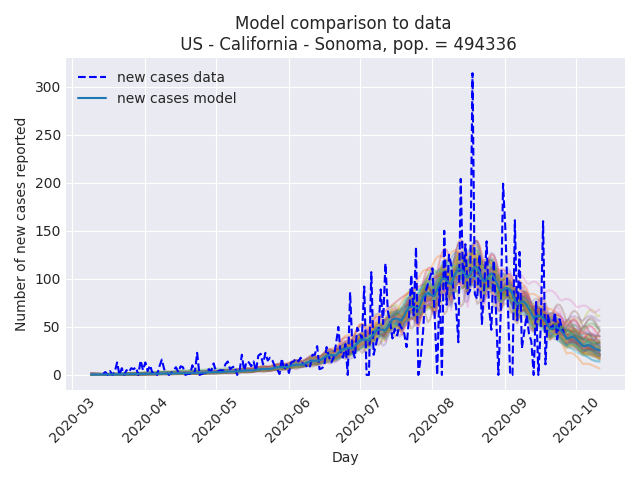 Model comparison to data
US - California - Sonoma, pop. = 494336
new cases data
new cases model
Number of new cases reported
300
250
200
150
100
50
0
2020-03
2020-04
2020-05
2020-06
2020-07
2020-08
2020-09
2020-10
Day